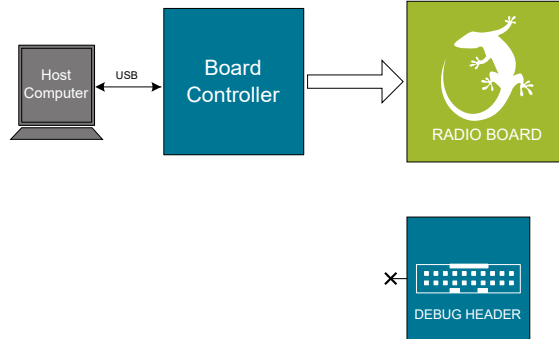 Host
Computer
USB
Board
Controller
RADIO BOARD
DEBUG HEADER